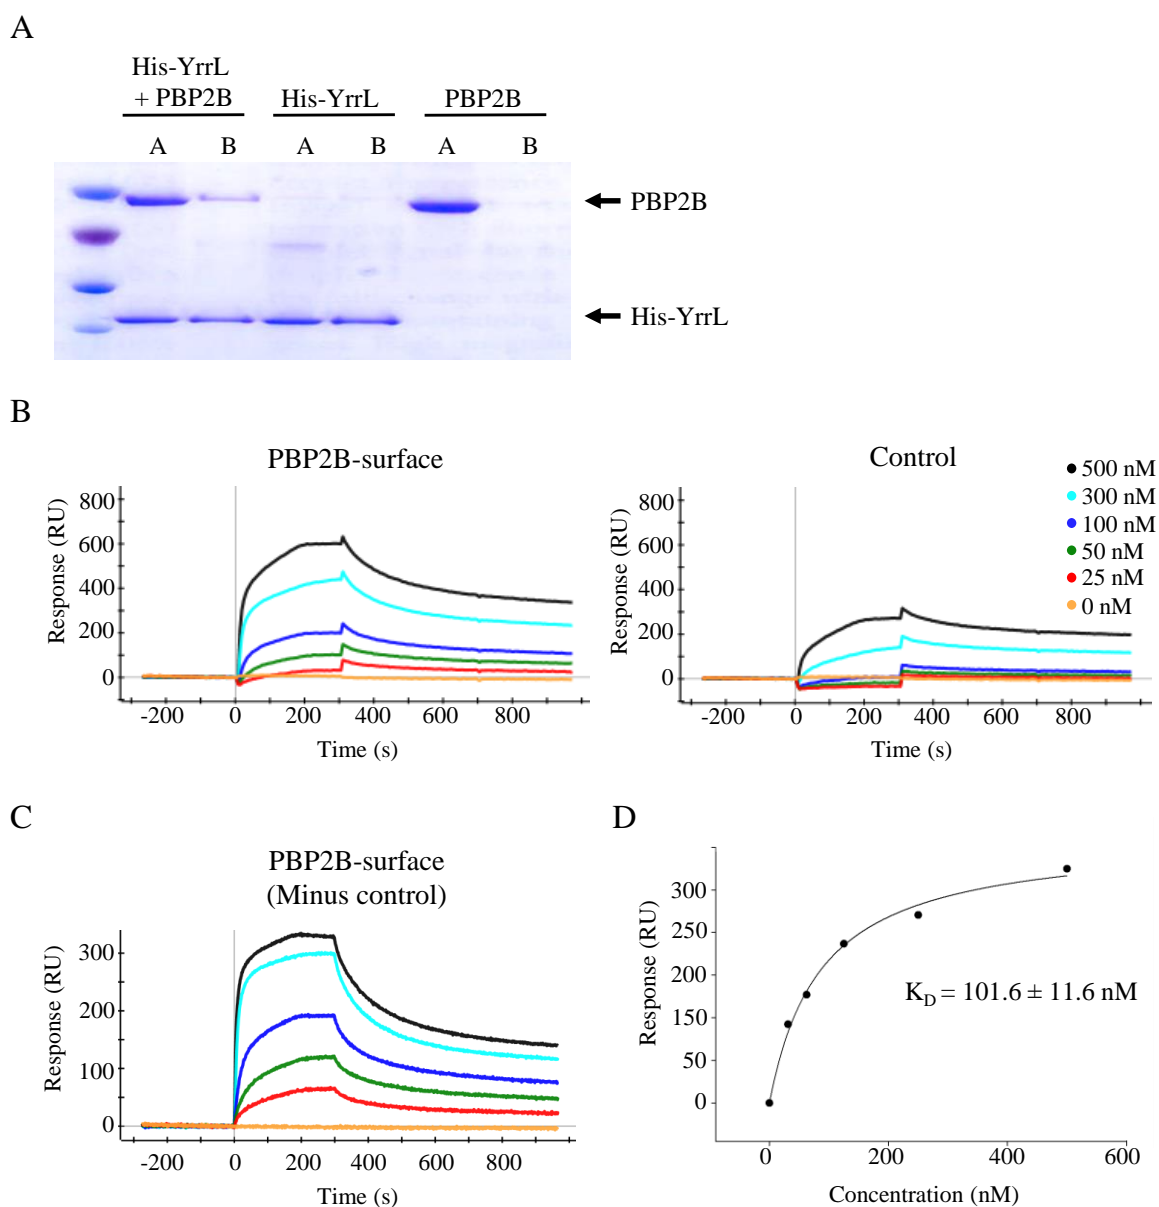 A
His-YrrL
+ PBP2B
His-YrrL
PBP2B
A
B
A
B
A
B
PBP2B
His-YrrL
B
PBP2B-surface
Response (RU)
800
600
400
200
0
-200
0
200
400
600
800
Time (s)
Control
Response (RU)
800
600
400
200
0
-200
0
200
400
600
800
Time (s)
500 nM
300 nM
100 nM
50 nM
25 nM
0 nM
C
PBP2B-surface
(Minus control)
Response (RU)
300
200
100
0
-200
0
200
400
600
800
Time (s)
D
Response (RU)
300
250
200
150
50
0
K_D = 101.6 ± 11.6 nM
0
200
400
600
Concentration (nM)